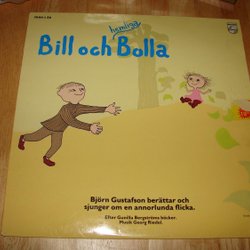 hemliga
Bill och Bolla
Björn Gustafson berättar och
sjunger om en annorlunda flicka.
Efter Gunilla Bergströms böcker.
Musik Georg Riedel.